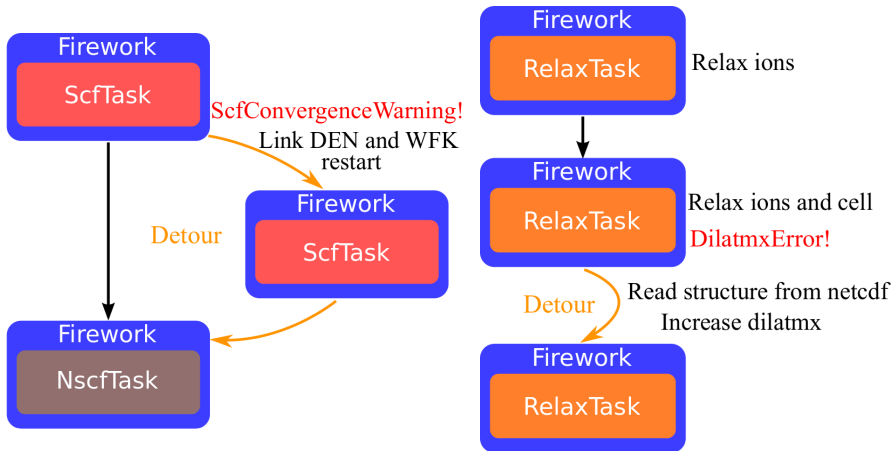 Firework
ScfTask
ScfConvergenceWarning!
Link DEN and WFK
restart
Detour
Firework
ScfTask
Firework
NscfTask
Firework
RelaxTask
Relax ions
Firework
RelaxTask
Relax ions and cell
DilatmxError!
Detour
Read structure from netcdf
Increase dilatmx
Firework
RelaxTask